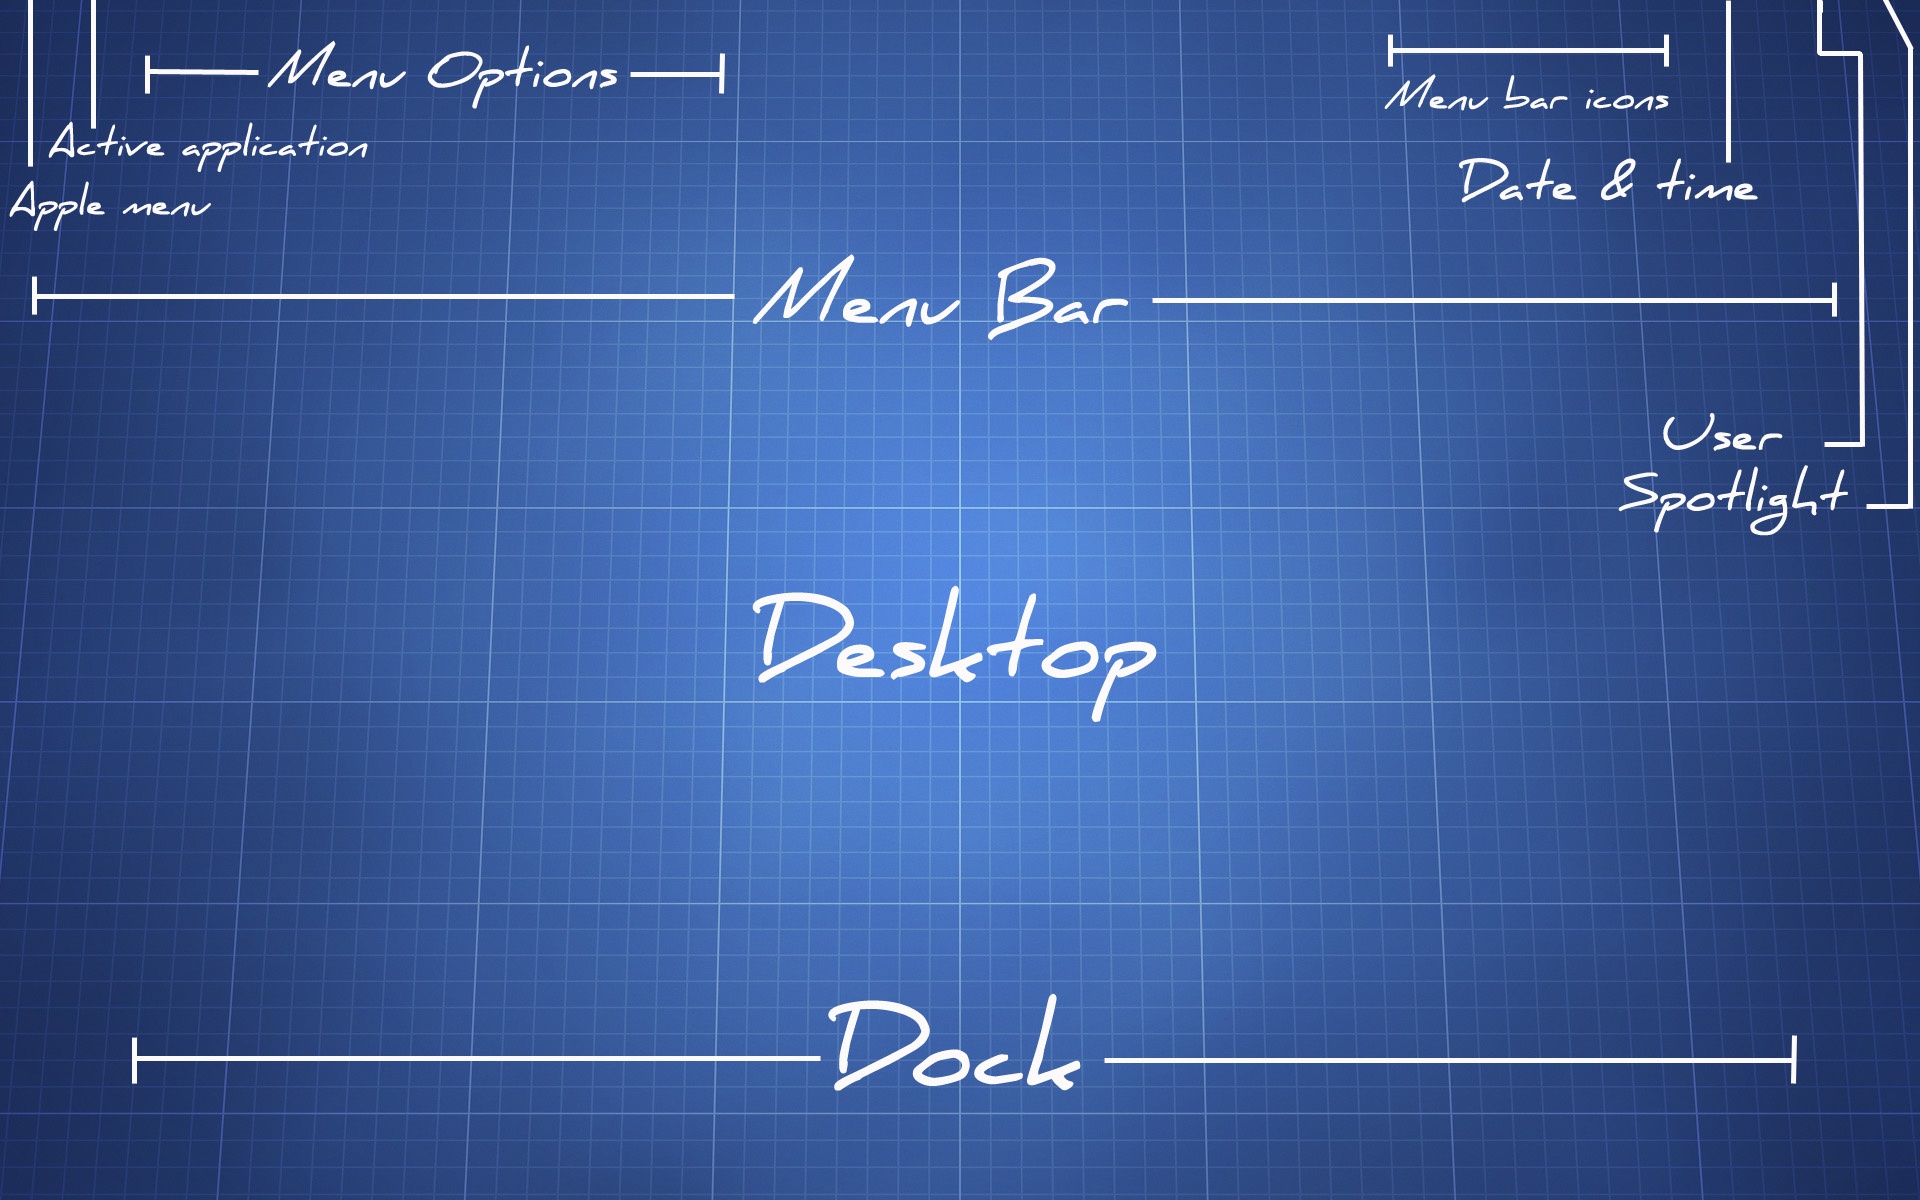 Menu Options
Menu bar icons
Active application
Date & time
Apple menu
Menu Bar
User
Spotlight
Desktop
Dock